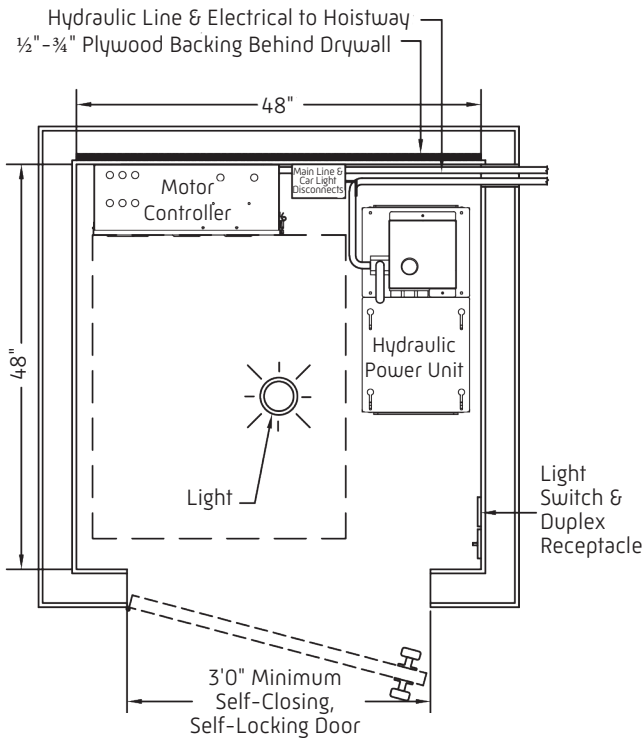 Hydraulic Line & Electrical to Hoistway
½"-¾" Plywood Backing Behind Drywall
48"
Motor
Controller
Main Line &
Car Light
Disconnects
48"
Hydraulic
Power Unit
Light
Light
Switch &
Duplex
Receptacle
3'0" Minimum
Self-Closing,
Self-Locking Door